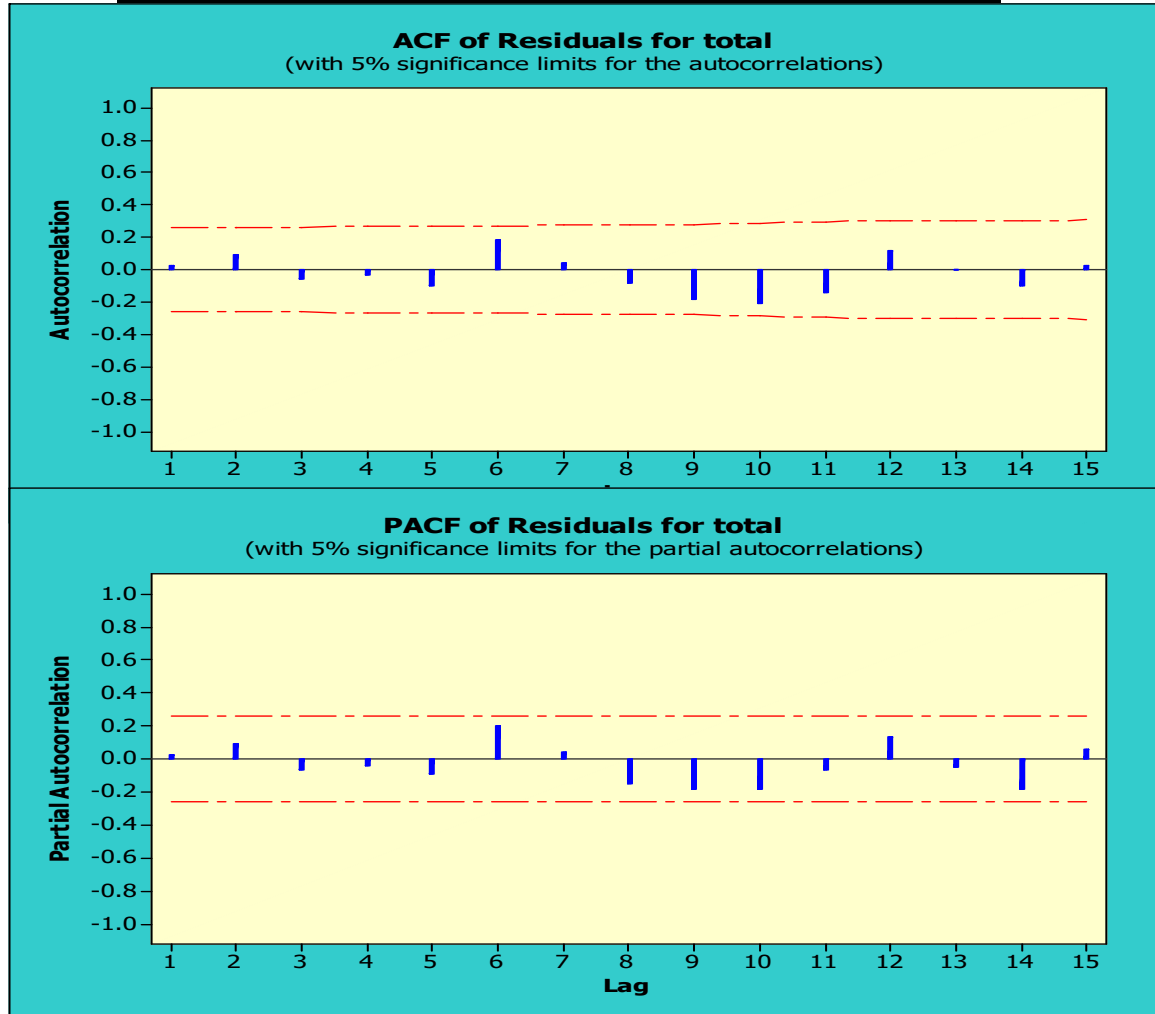 ACF of Residuals for total
(with 5% significance limits for the autocorrelations)
Autocorrelation
1.0
0.8
0.6
0.4
0.2
0.0
-0.2
-0.4
-0.6
-0.8
-1.0
1 2 3 4 5 6 7 8 9 10 11 12 13 14 15
PACF of Residuals for total
(with 5% significance limits for the partial autocorrelations)
Partial Autocorrelation
1.0
0.8
0.6
0.4
0.2
0.0
-0.2
-0.4
-0.6
-0.8
-1.0
1 2 3 4 5 6 7 8 9 10 11 12 13 14 15
Lag